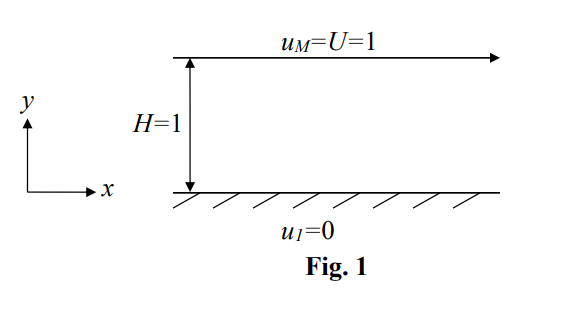 u_M=U=1
y
H=1
x
u_1=0
Fig. 1